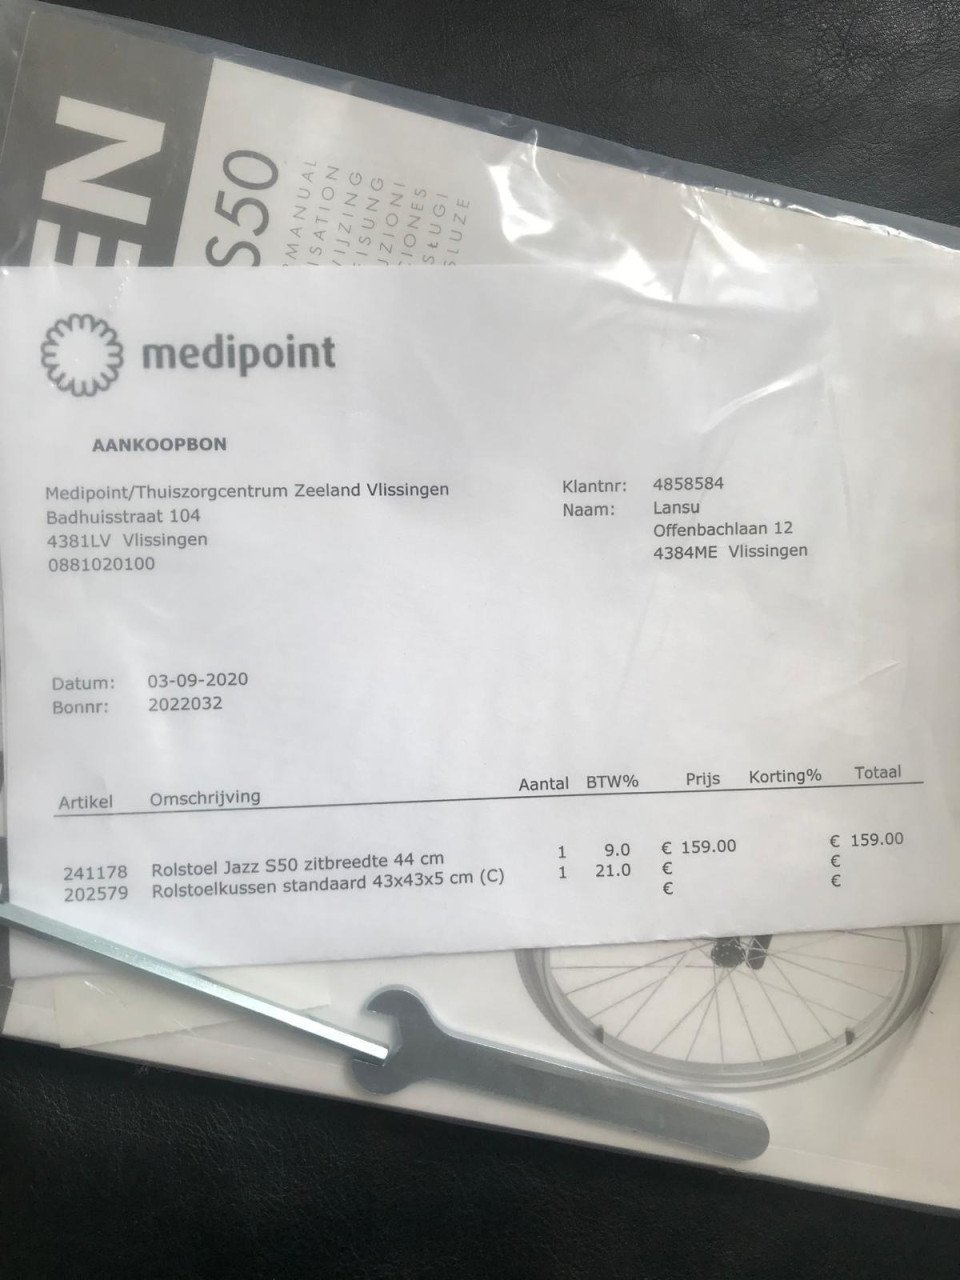 EN
S50
MANUAL
medipoint
AANKOOPBON
Medipoint/Thuiszorgcentrum Zeeland Vlissingen
Badhuisstraat 104
4381LV Vlissingen
0881020100
Klantnr: 4858584
Naam: Lansu
Offenbachlaan 12
4384ME Vlissingen
Datum: 03-09-2020
Bonnr: 2022032
Artikel Omschrijving Aantal BTW% Prijs Korting% Totaal
241178 Rolstoel Jazz S50 zitbreedte 44 cm 1 9.0 € 159.00 € 159.00
202579 Rolstoelkussen standaard 43x43x5 cm (C) 1 21.0 € €
€ €